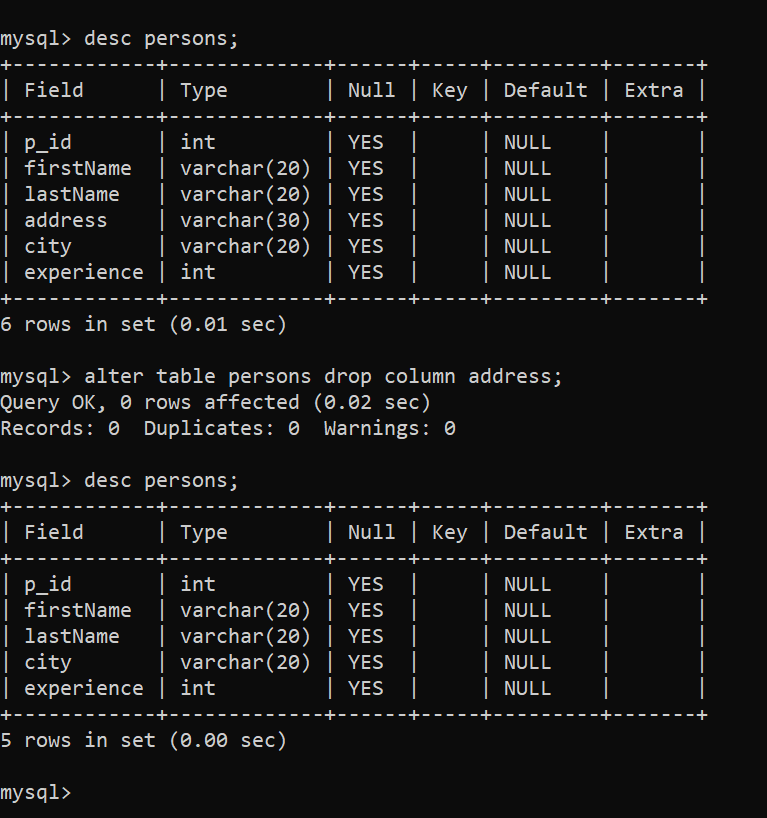 mysql> desc persons;
+------------+-------------+------+-----+---------+-------+
| Field      | Type        | Null | Key | Default | Extra |
+------------+-------------+------+-----+---------+-------+
| p_id       | int         | YES  |     | NULL    |       |
| firstName  | varchar(20) | YES  |     | NULL    |       |
| lastName   | varchar(20) | YES  |     | NULL    |       |
| address    | varchar(30) | YES  |     | NULL    |       |
| city       | varchar(20) | YES  |     | NULL    |       |
| experience | int         | YES  |     | NULL    |       |
+------------+-------------+------+-----+---------+-------+
6 rows in set (0.01 sec)

mysql> alter table persons drop column address;
Query OK, 0 rows affected (0.02 sec)
Records: 0  Duplicates: 0  Warnings: 0

mysql> desc persons;
+------------+-------------+------+-----+---------+-------+
| Field      | Type        | Null | Key | Default | Extra |
+------------+-------------+------+-----+---------+-------+
| p_id       | int         | YES  |     | NULL    |       |
| firstName  | varchar(20) | YES  |     | NULL    |       |
| lastName   | varchar(20) | YES  |     | NULL    |       |
| city       | varchar(20) | YES  |     | NULL    |       |
| experience | int         | YES  |     | NULL    |       |
+------------+-------------+------+-----+---------+-------+
5 rows in set (0.00 sec)

mysql>